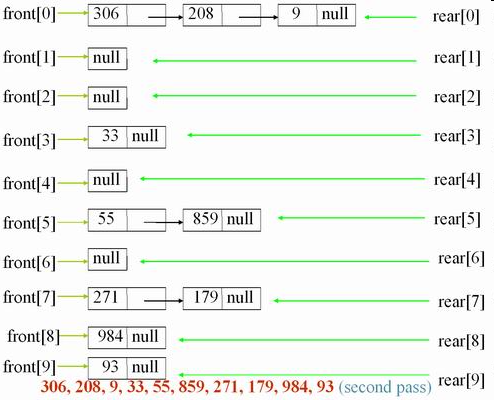 front[0] 306 208 9 null rear[0]
front[1] null rear[1]
front[2] null rear[2]
front[3] 33 null rear[3]
front[4] null rear[4]
front[5] 55 859 null rear[5]
front[6] null rear[6]
front[7] 271 179 null rear[7]
front[8] 984 null rear[8]
front[9] 93 null rear[9]
306, 208, 9, 33, 55, 859, 271, 179, 984, 93 (second pass)